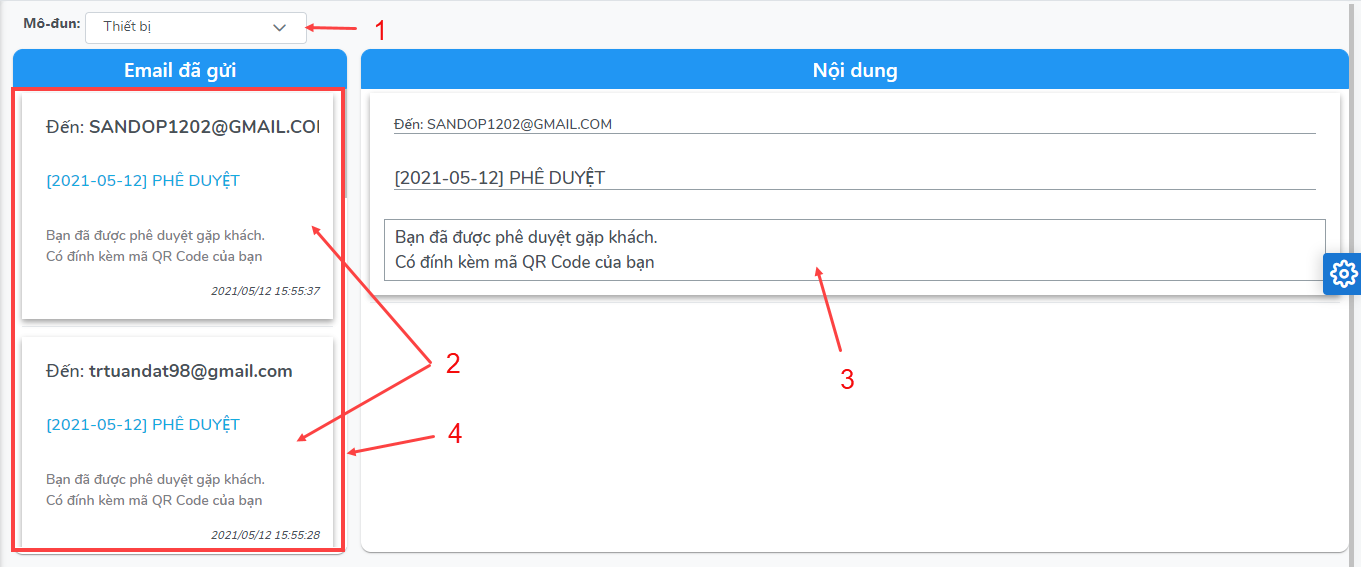 Mô-đun: Thiết bị
1
Email đã gửi
Đến: SANDOP1202@GMAIL.COI
[2021-05-12] PHÊ DUYỆT
Bạn đã được phê duyệt gặp khách.
Có đính kèm mã QR Code của bạn
2021/05/12 15:55:37
2
Đến: trtuandat98@gmail.com
[2021-05-12] PHÊ DUYỆT
4
Bạn đã được phê duyệt gặp khách.
Có đính kèm mã QR Code của bạn
2021/05/12 15:55:28
Nội dung
Đến: SANDOP1202@GMAIL.COM
[2021-05-12] PHÊ DUYỆT
Bạn đã được phê duyệt gặp khách.
Có đính kèm mã QR Code của bạn
3